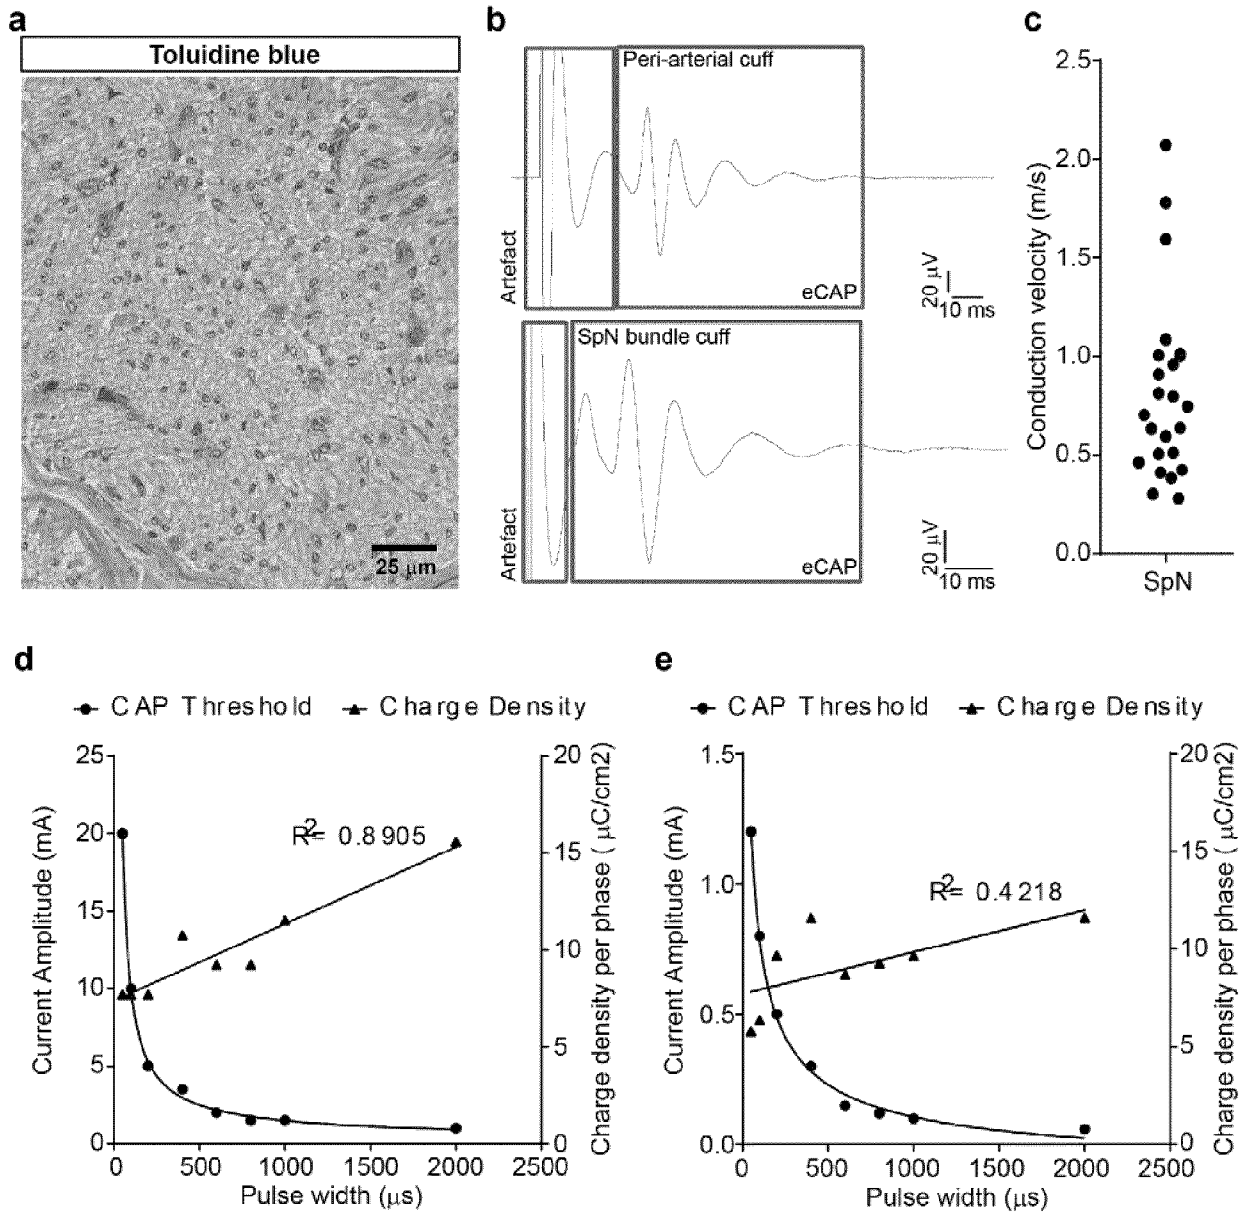 a
Toluidine blue
25 µm
b
Peri-arterial cuff
Artefact
eCAP
20 µV
10 ms
SpN bundle cuff
Artefact
eCAP
20 µV
10 ms
c
Conduction velocity (m/s)
2.5
2.0
1.5
1.0
0.5
0.0
SpN
d
CAP Threshold
Charge Density
Current Amplitude (mA)
25
20
15
10
5
0
R²= 0.8905
20
15
10
5
0
Charge density per phase ( µC/cm2)
0 500 1000 1500 2000 2500
Pulse width (µs)
e
CAP Threshold
Charge Density
Current Amplitude (mA)
1.5
1.0
0.5
0.0
R²= 0.4218
20
15
10
5
0
Charge density per phase ( µC/cm2)
0 500 1000 1500 2000 2500
Pulse width (µs)